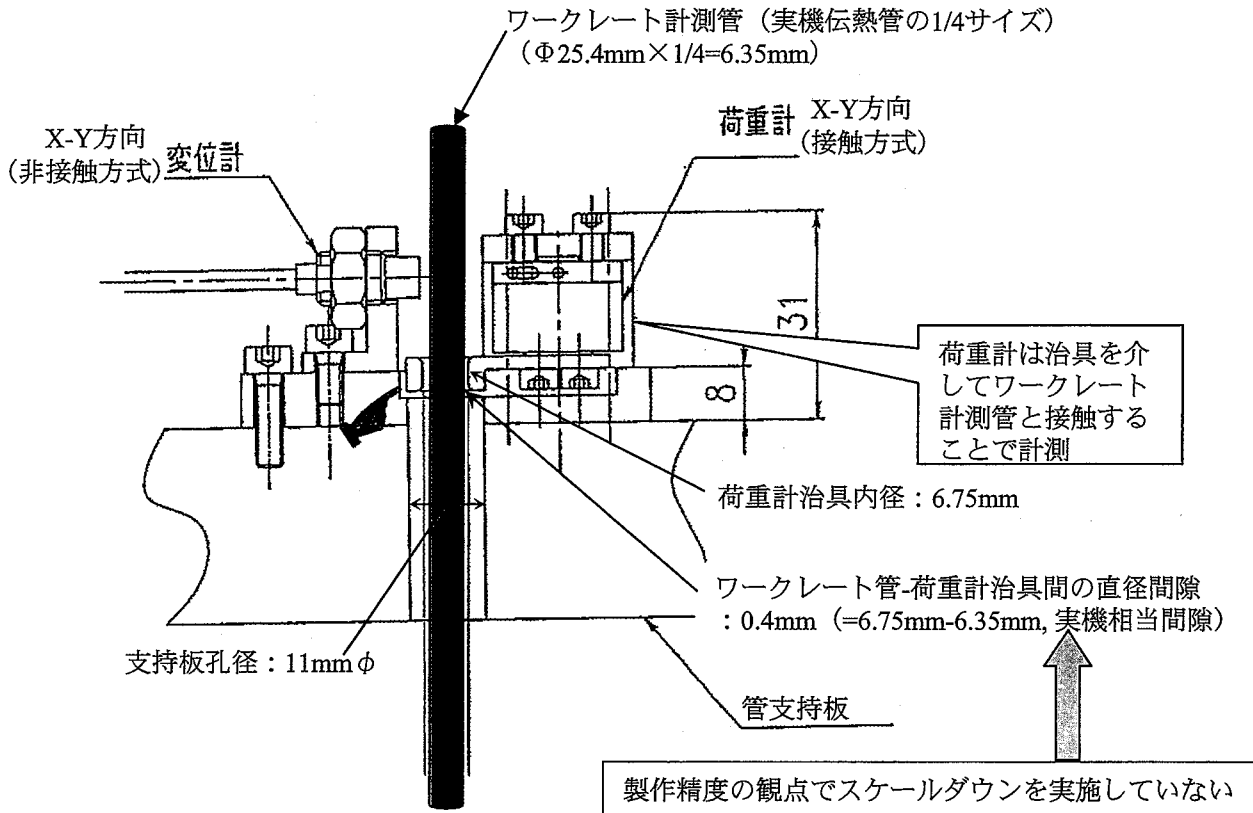 ワークレート計測管（実機伝熱管の1/4サイズ）
（Φ25.4mm×1/4=6.35mm）
X-Y方向
(非接触方式)
変位計
荷重計
X-Y方向
(接触方式)
31
8
荷重計は治具を介
してワークレート
計測管と接触する
ことで計測
荷重計治具内径：6.75mm
ワークレート管-荷重計治具間の直径間隙
：0.4mm（=6.75mm-6.35mm, 実機相当間隙）
支持板孔径：11mmφ
管支持板
製作精度の観点でスケールダウンを実施していない